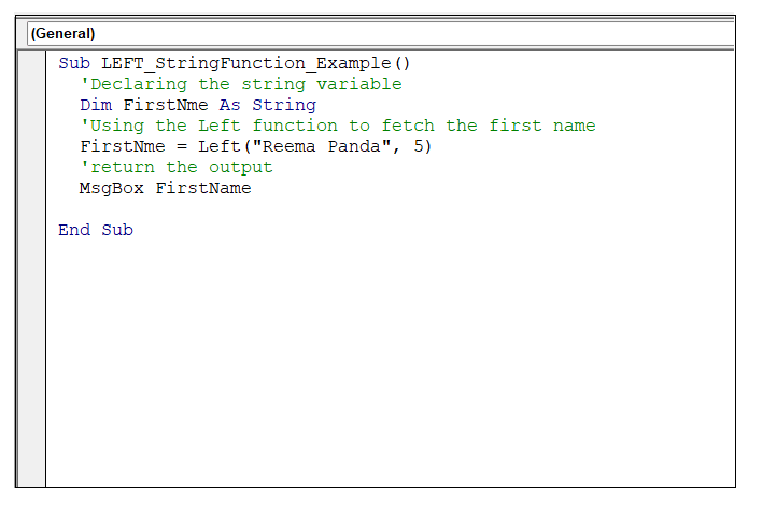 (General)
Sub LEFT_StringFunction_Example()
'Declaring the string variable
Dim FirstNme As String
'Using the Left function to fetch the first name
FirstNme = Left("Reema Panda", 5)
'return the output
MsgBox FirstName
End Sub